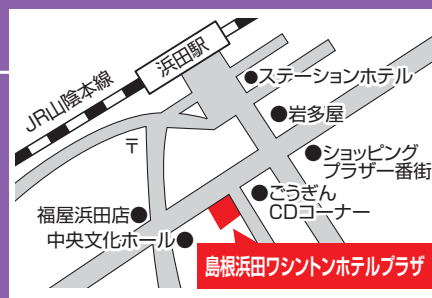 浜田駅
JR山陰本線
●ステーションホテル
●岩多屋
〒
●ショッピング
プラザ一番街
●ごうぎん
CDコーナー
福屋浜田店●
中央文化ホール●
島根浜田ワシントンホテルプラザ